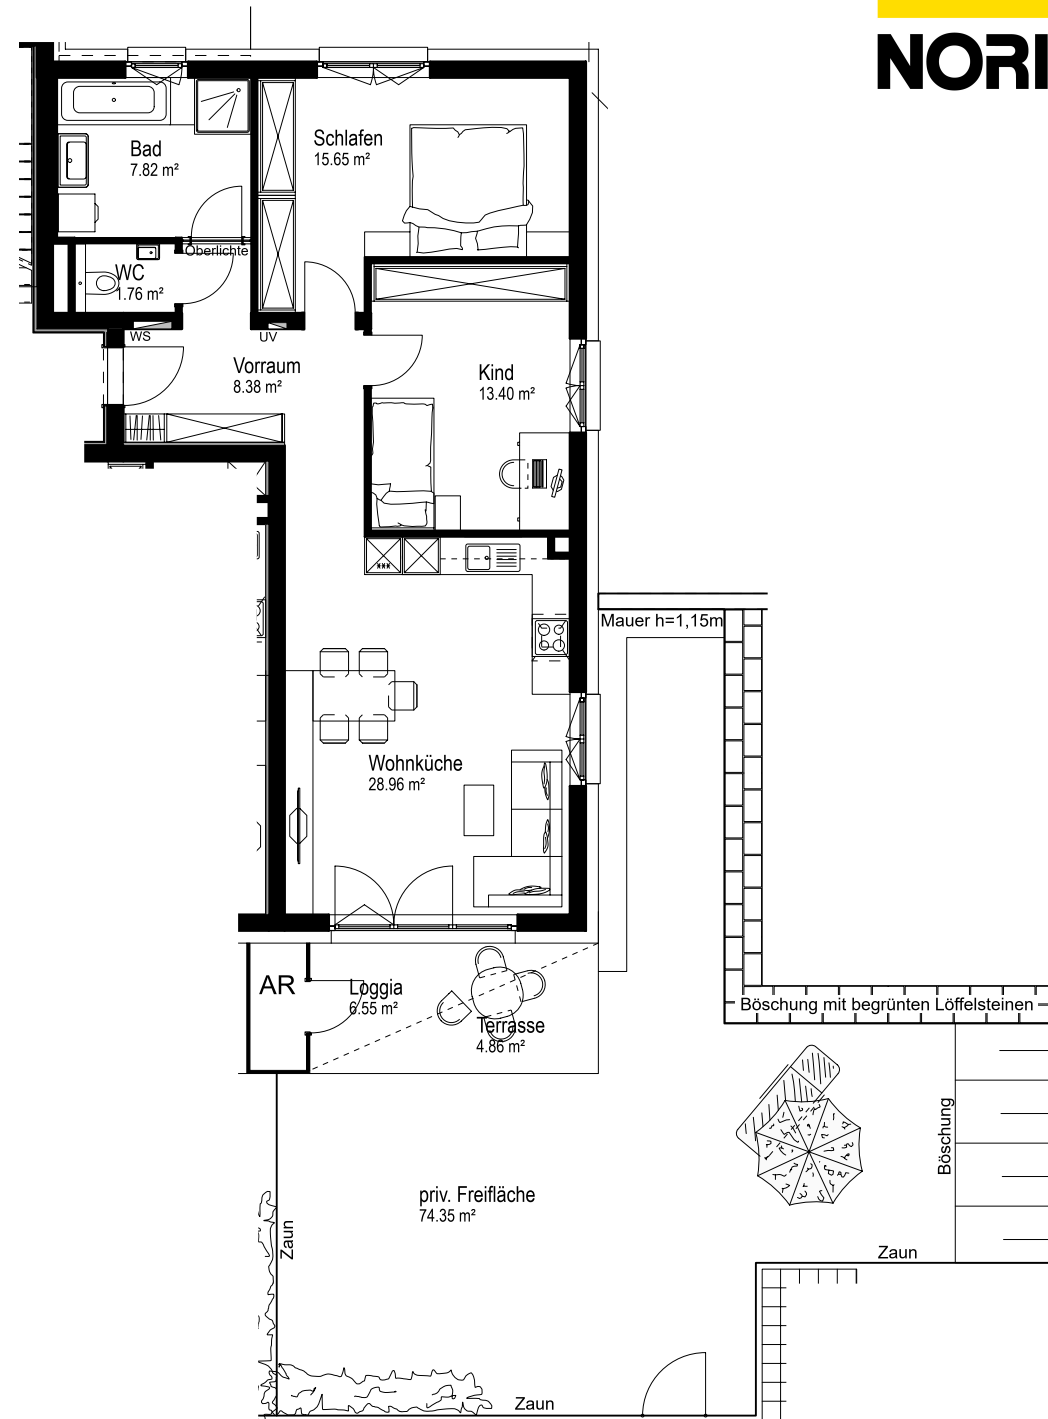 NORI
Schlafen
15.65 m²
Bad
7.82 m²
Oberlichte
WC
1.76 m²
WS
UV
Vorraum
8.38 m²
Kind
13.40 m²
***
Mauer h=1,15m
Wohnküche
28.96 m²
AR
Loggia
6.55 m²
Terrasse
4.86 m²
Böschung mit begrünten Löffelsteinen
Böschung
priv. Freifläche
74.35 m²
Zaun
Zaun
Zaun